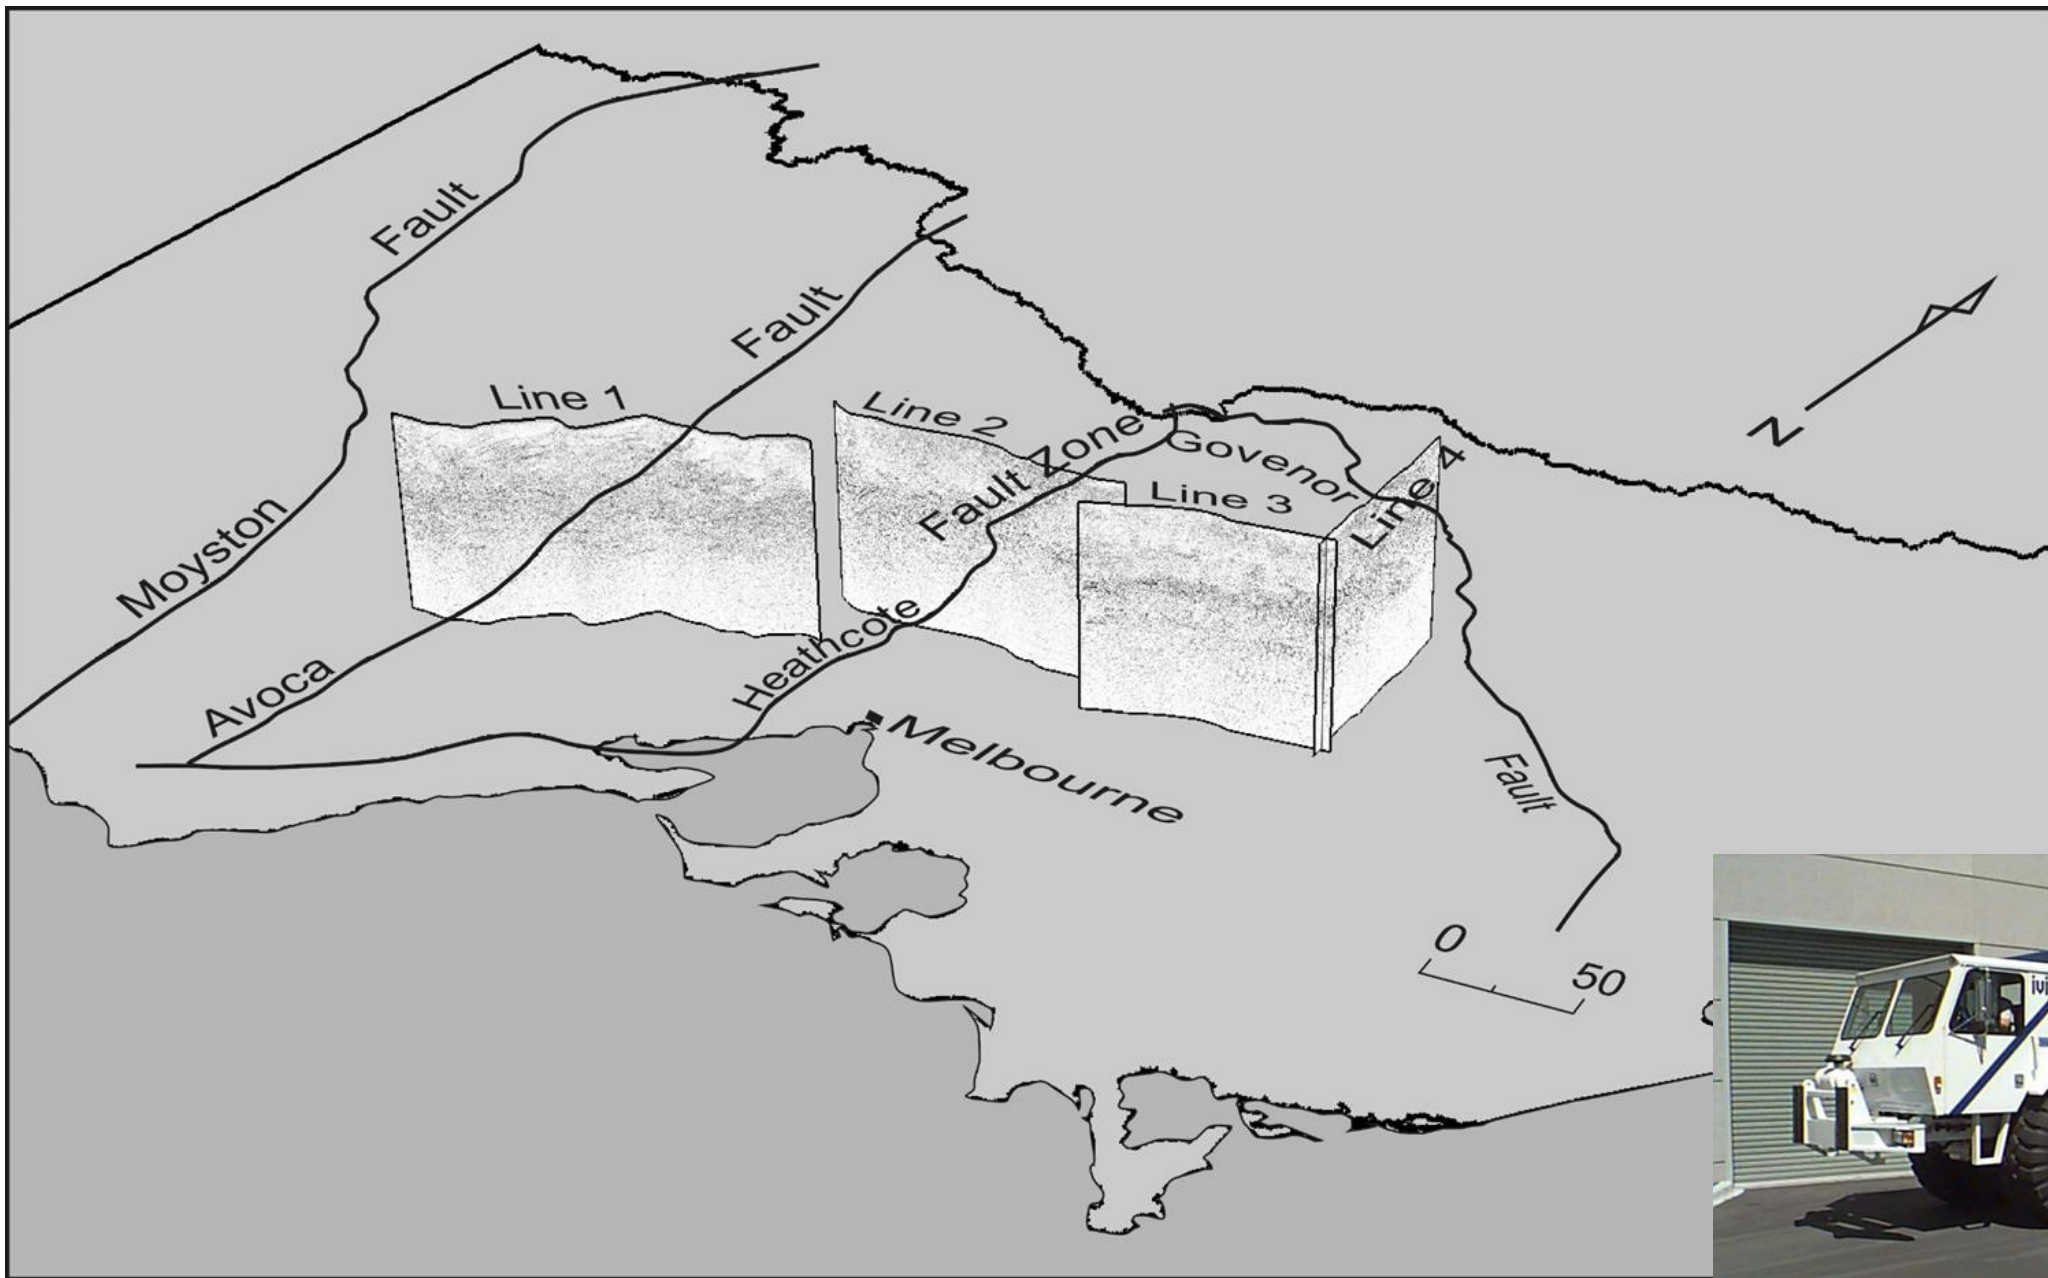 Fault
Moyston
Fault
Avoca
Line 1
Line 2
Heathcote Fault Zone
Line 3
Govenor
Fault
Line 4
N
Melbourne
0 50